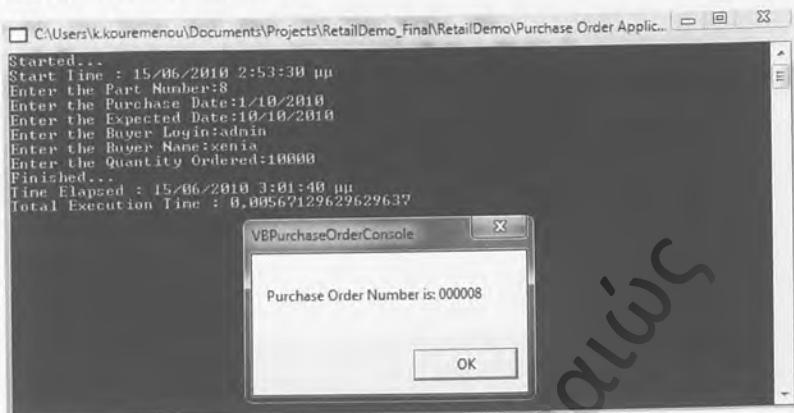 C:\Users\k.kouremenou\Documents\Projects\RetailDemo_Final\RetailDemo\Purchase Order Applic...
Started...
Start Time : 15/06/2010 2:53:30 μμ
Enter the Part Number:8
Enter the Purchase Date:1/10/2010
Enter the Expected Date:10/10/2010
Enter the Buyer Login:admin
Enter the Buyer Name:xenia
Enter the Quantity Ordered:10000
Finished...
Time Elapsed : 15/06/2010 3:01:40 μμ
Total Execution Time : 0,00567129629629637
VBPurchaseOrderConsole
Purchase Order Number is: 000008
OK